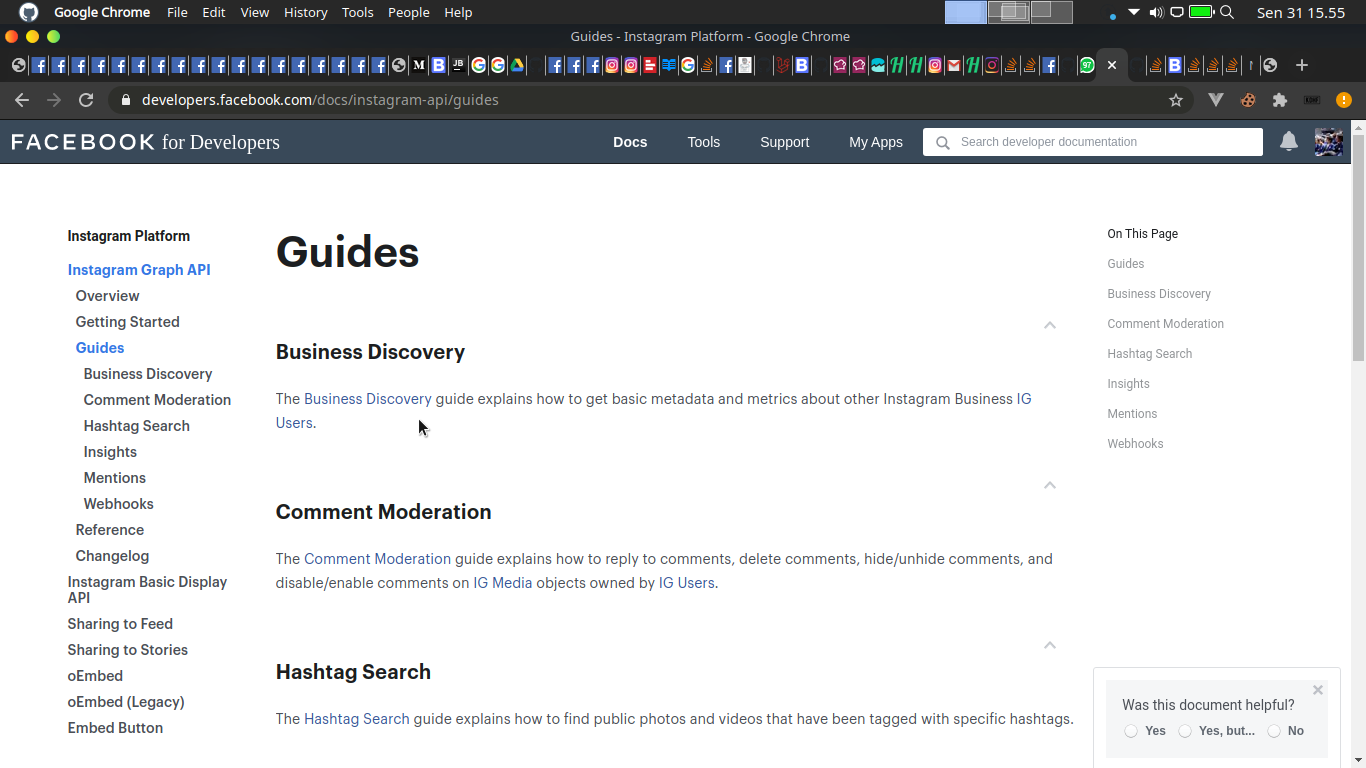 Google Chrome File Edit View History Tools People Help
Sen 31 15.55
Guides - Instagram Platform - Google Chrome
developers.facebook.com/docs/instagram-api/guides
FACEBOOK for Developers
Docs Tools Support My Apps
Search developer documentation
Instagram Platform
Instagram Graph API
Overview
Getting Started
Guides
Business Discovery
Comment Moderation
Hashtag Search
Insights
Mentions
Webhooks
Reference
Changelog
Instagram Basic Display
API
Sharing to Feed
Sharing to Stories
oEmbed
oEmbed (Legacy)
Embed Button
Guides
Business Discovery
The Business Discovery guide explains how to get basic metadata and metrics about other Instagram Business IG
Users.
Comment Moderation
The Comment Moderation guide explains how to reply to comments, delete comments, hide/unhide comments, and
disable/enable comments on IG Media objects owned by IG Users.
Hashtag Search
The Hashtag Search guide explains how to find public photos and videos that have been tagged with specific hashtags.
On This Page
Guides
Business Discovery
Comment Moderation
Hashtag Search
Insights
Mentions
Webhooks
Was this document helpful?
Yes Yes, but... No